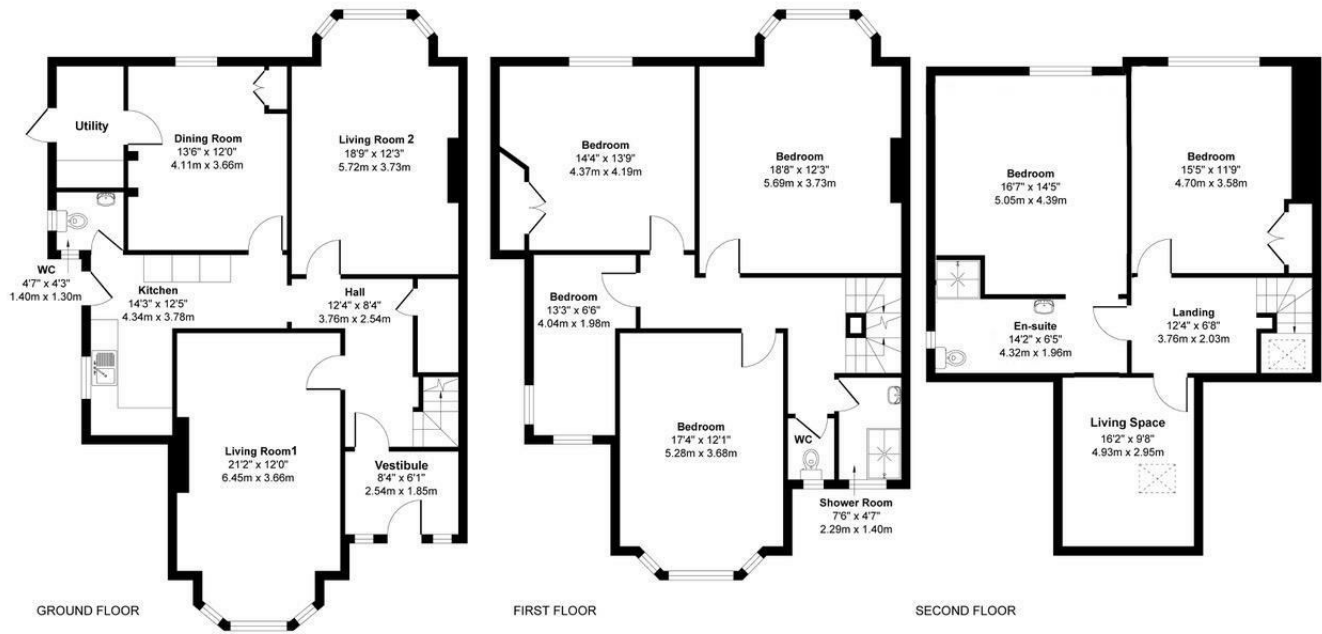 Utility
Dining Room
13'6" x 12'0"
4.11m x 3.66m
Living Room 2
18'9" x 12'3"
5.72m x 3.73m
WC
4'7" x 4'3"
1.40m x 1.30m
Kitchen
14'3" x 12'5"
4.34m x 3.78m
Hall
12'4" x 8'4"
3.76m x 2.54m
Living Room1
21'2" x 12'0"
6.45m x 3.66m
Vestibule
8'4" x 6'1"
2.54m x 1.85m
GROUND FLOOR
Bedroom
14'4" x 13'9"
4.37m x 4.19m
Bedroom
18'8" x 12'3"
5.69m x 3.73m
Bedroom
13'3" x 6'6"
4.04m x 1.98m
Bedroom
17'4" x 12'1"
5.28m x 3.68m
WC
Shower Room
7'6" x 4'7"
2.29m x 1.40m
FIRST FLOOR
Bedroom
16'7" x 14'5"
5.05m x 4.39m
Bedroom
15'5" x 11'9"
4.70m x 3.58m
En-suite
14'2" x 6'5"
4.32m x 1.96m
Landing
12'4" x 6'8"
3.76m x 2.03m
Living Space
16'2" x 9'8"
4.93m x 2.95m
SECOND FLOOR